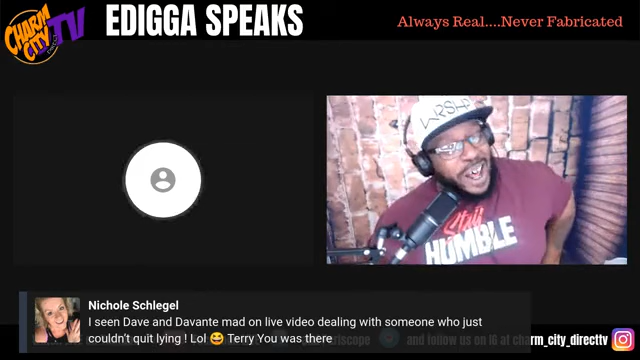 CHARM
CITY TV
EDIGGA SPEAKS
Always Real....Never Fabricated
WRSHP
Still
HUMBLE
Nichole Schlegel
I seen Dave and Davante mad on live video dealing with someone who just
couldn't quit lying ! Lol 😆 Terry You was there
and follow us on IG at charm_city_directtv